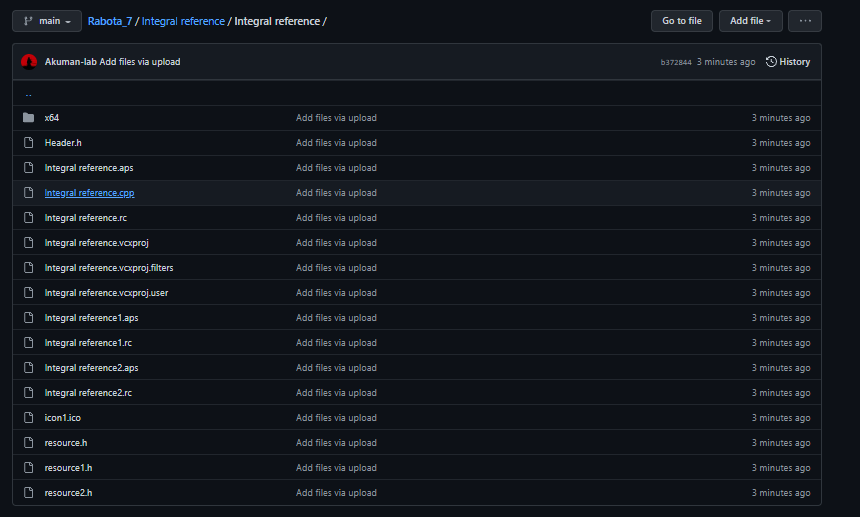 main Rabota_7 / Integral reference / Integral reference / Go to file Add file ...
Akuman-lab Add files via upload b372844 3 minutes ago History
..
x64 Add files via upload 3 minutes ago
Header.h Add files via upload 3 minutes ago
Integral reference.aps Add files via upload 3 minutes ago
Integral reference.cpp Add files via upload 3 minutes ago
Integral reference.rc Add files via upload 3 minutes ago
Integral reference.vcxproj Add files via upload 3 minutes ago
Integral reference.vcxproj.filters Add files via upload 3 minutes ago
Integral reference.vcxproj.user Add files via upload 3 minutes ago
Integral reference1.aps Add files via upload 3 minutes ago
Integral reference1.rc Add files via upload 3 minutes ago
Integral reference2.aps Add files via upload 3 minutes ago
Integral reference2.rc Add files via upload 3 minutes ago
icon1.ico Add files via upload 3 minutes ago
resource.h Add files via upload 3 minutes ago
resource1.h Add files via upload 3 minutes ago
resource2.h Add files via upload 3 minutes ago